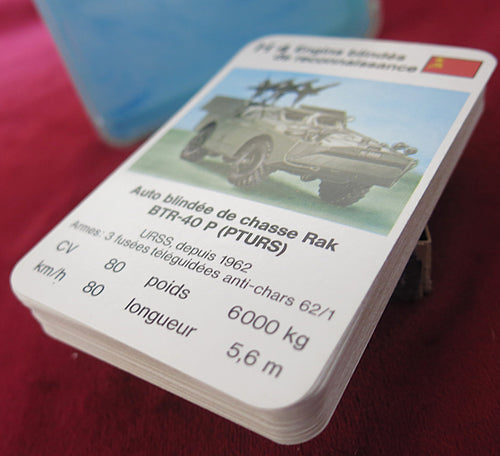 Engins blindés
de reconnaissance
Auto blindée de chasse Rak
BTR-40 P (PTURS)
URSS, depuis 1962
Armes: 3 fusées téléguidées anti-chars 62/1
CV 80 poids 6000 kg
km/h 80 longueur 5,6 m